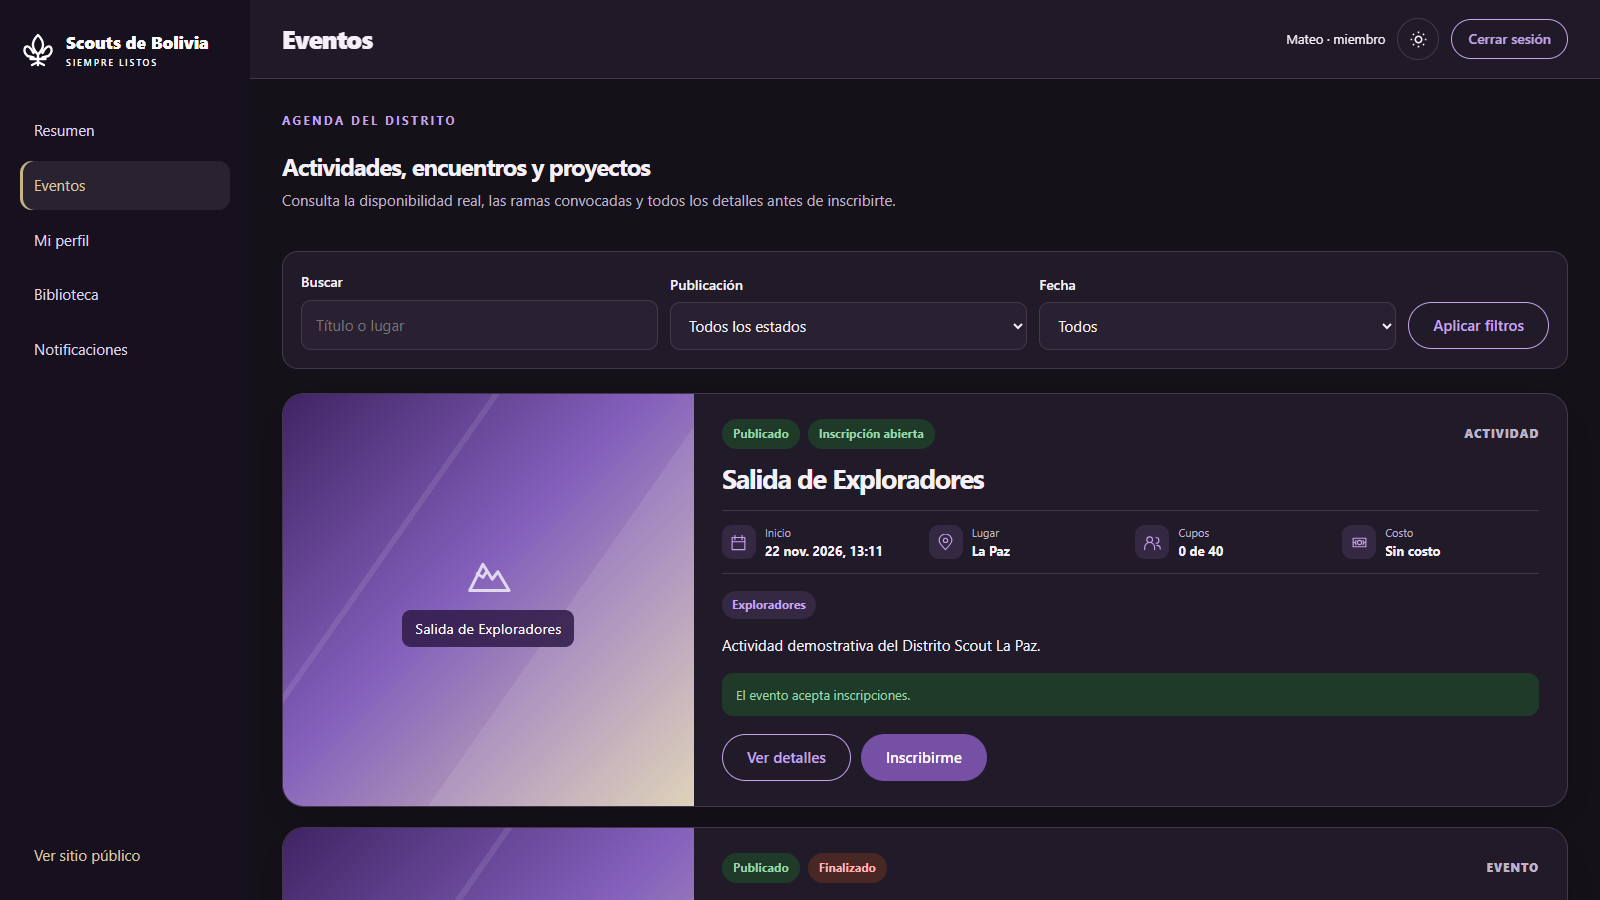 Scouts de Bolivia
SIEMPRE LISTOS
Resumen
Eventos
Mi perfil
Biblioteca
Notificaciones
Ver sitio público
Eventos
Mateo · miembro
Cerrar sesión
AGENDA DEL DISTRITO
Actividades, encuentros y proyectos
Consulta la disponibilidad real, las ramas convocadas y todos los detalles antes de inscribirte.
Buscar
Título o lugar
Publicación
Todos los estados
Fecha
Todos
Aplicar filtros
Salida de Exploradores
Publicado
Inscripción abierta
ACTIVIDAD
Salida de Exploradores
Inicio
22 nov. 2026, 13:11
Lugar
La Paz
Cupos
0 de 40
Costo
Sin costo
Exploradores
Actividad demostrativa del Distrito Scout La Paz.
El evento acepta inscripciones.
Ver detalles
Inscribirme
Publicado
Finalizado
EVENTO